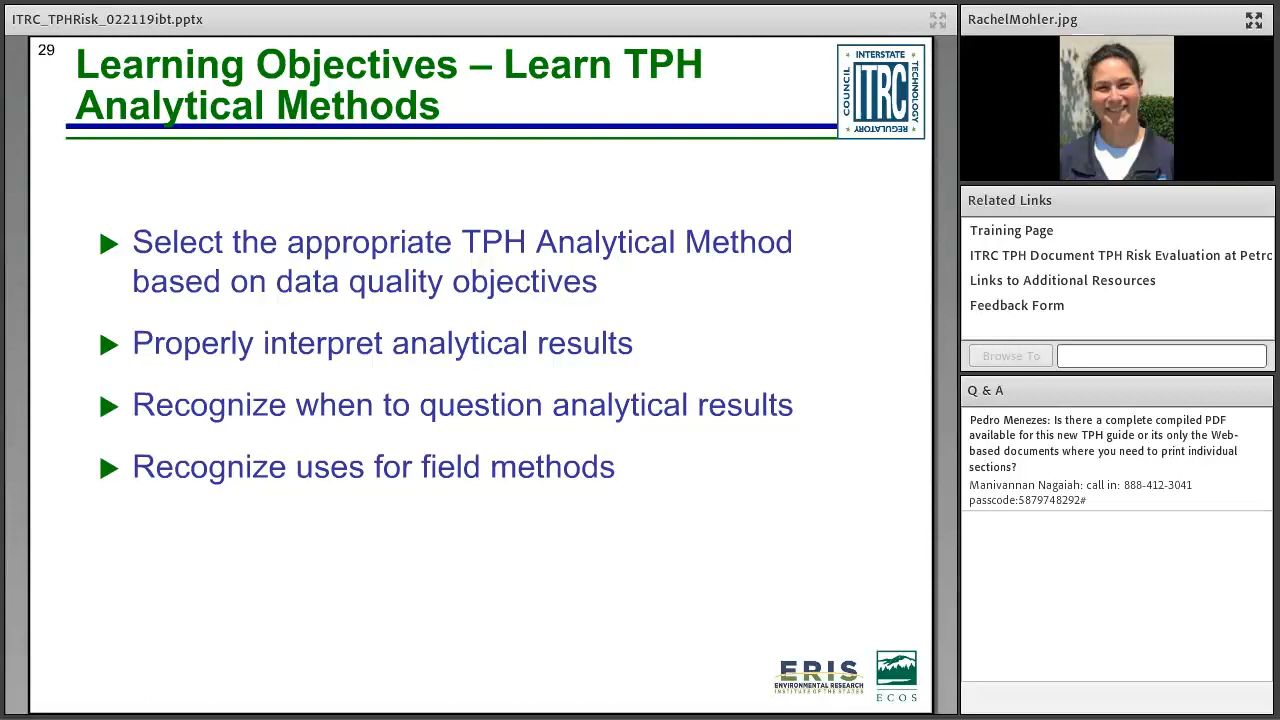 ITRC_TPHRisk_022119ibt.pptx
29
Learning Objectives – Learn TPH
Analytical Methods
INTERSTATE
COUNCIL
ITRC
TECHNOLOGY
REGULATORY
Select the appropriate TPH Analytical Method
based on data quality objectives
Properly interpret analytical results
Recognize when to question analytical results
Recognize uses for field methods
ERIS
ENVIRONMENTAL RESEARCH
INSTITUTE OF THE STATES
ECOS
RachelMohler.jpg
Related Links
Training Page
ITRC TPH Document TPH Risk Evaluation at Petrc
Links to Additional Resources
Feedback Form
Browse To
Q & A
Pedro Menezes: Is there a complete compiled PDF
available for this new TPH guide or its only the Web-
based documents where you need to print individual
sections?
Manivannan Nagaiah: call in: 888-412-3041
passcode:5879748292#